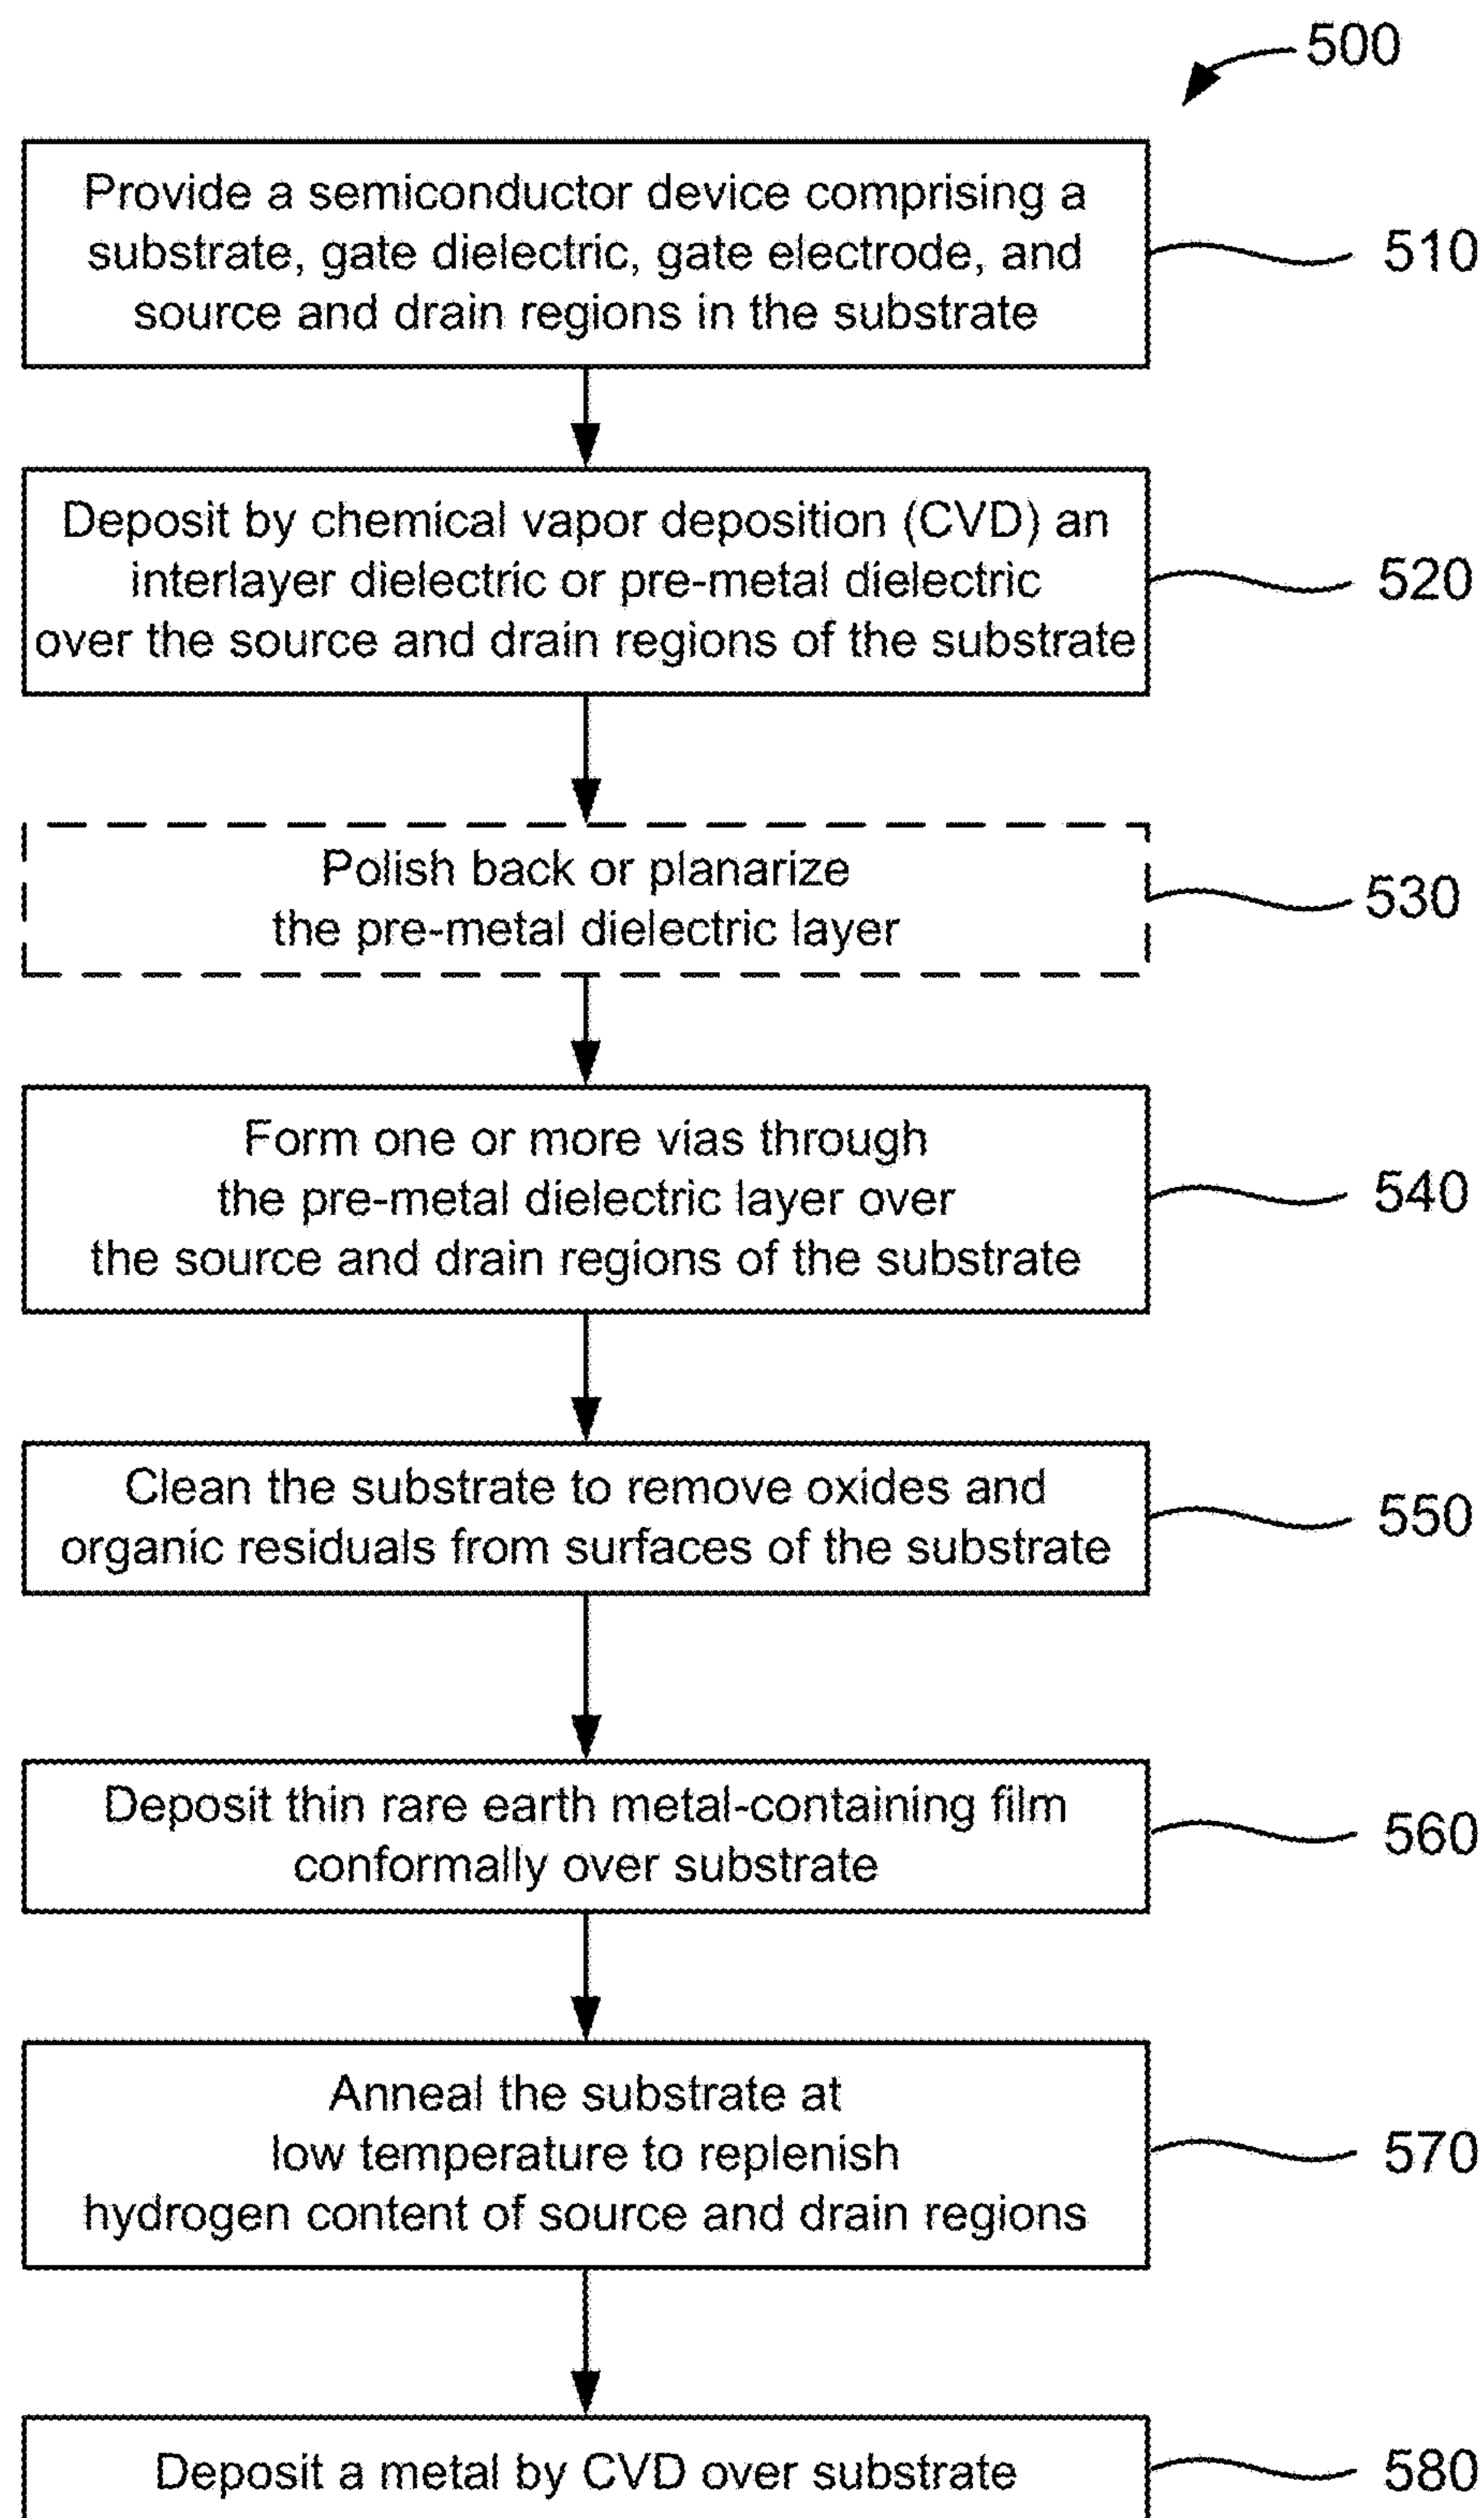 500
Provide a semiconductor device comprising a
substrate, gate dielectric, gate electrode, and
source and drain regions in the substrate
510
Deposit by chemical vapor deposition (CVD) an
interlayer dielectric or pre-metal dielectric
over the source and drain regions of the substrate
520
Polish back or planarize
the pre-metal dielectric layer
530
Form one or more vias through
the pre-metal dielectric layer over
the source and drain regions of the substrate
540
Clean the substrate to remove oxides and
organic residuals from surfaces of the substrate
550
Deposit thin rare earth metal-containing film
conformally over substrate
560
Anneal the substrate at
low temperature to replenish
hydrogen content of source and drain regions
570
Deposit a metal by CVD over substrate
580